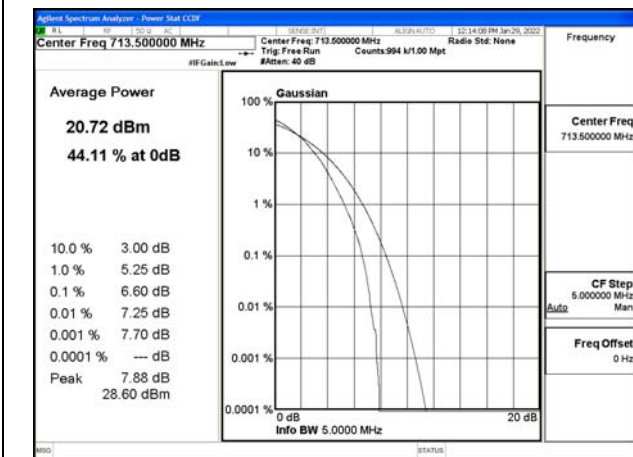 Agilent Spectrum Analyzer - Power Stat CCDF
RL RF 50 Ω AC SENSE:INT ALIGNAUTO 12:14:08 PM Jan 29, 2022
Center Freq 713.500000 MHz
Center Freq: 713.500000 MHz
Radio Std: None
Trig: Free Run
Counts:994 k/1.00 Mpt
#IFGain:Low
#Atten: 40 dB
Frequency
Average Power
20.72 dBm
44.11 % at 0dB
10.0 % 3.00 dB
1.0 % 5.25 dB
0.1 % 6.60 dB
0.01 % 7.25 dB
0.001 % 7.70 dB
0.0001 % --- dB
Peak 7.88 dB
28.60 dBm
Gaussian
100 %
10 %
1 %
0.1 %
0.01 %
0.001 %
0.0001 %
0 dB
20 dB
Info BW 5.0000 MHz
Center Freq
713.500000 MHz
CF Step
5.000000 MHz
Auto Man
Freq Offset
0 Hz
MSG
STATUS